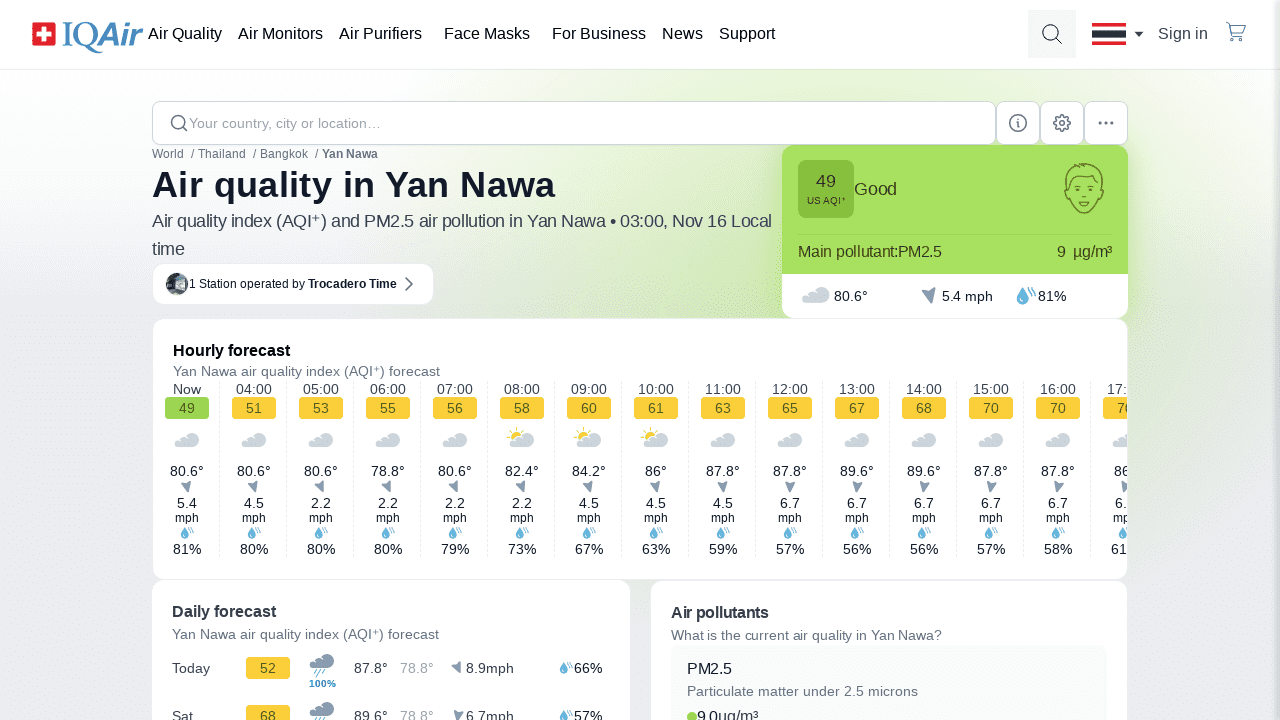 IQAir Air Quality Air Monitors Air Purifiers Face Masks For Business News Support Sign in
Your country, city or location...
World / Thailand / Bangkok / Yan Nawa
Air quality in Yan Nawa
Air quality index (AQI⁺) and PM2.5 air pollution in Yan Nawa • 03:00, Nov 16 Local
time
1 Station operated by Trocadero Time
49
US AQI⁺
Good
Main pollutant:PM2.5 9 µg/m³
80.6° 5.4 mph 81%
Hourly forecast
Yan Nawa air quality index (AQI⁺) forecast
Now 04:00 05:00 06:00 07:00 08:00 09:00 10:00 11:00 12:00 13:00 14:00 15:00 16:00
49 51 53 55 56 58 60 61 63 65 67 68 70 70
80.6° 80.6° 80.6° 78.8° 80.6° 82.4° 84.2° 86° 87.8° 87.8° 89.6° 89.6° 87.8° 87.8°
5.4 4.5 2.2 2.2 2.2 2.2 4.5 4.5 4.5 6.7 6.7 6.7 6.7 6.7
mph mph mph mph mph mph mph mph mph mph mph mph mph mph
81% 80% 80% 80% 79% 73% 67% 63% 59% 57% 56% 56% 57% 58%
Daily forecast
Yan Nawa air quality index (AQI⁺) forecast
Today 52 100% 87.8° 78.8° 8.9mph 66%
Sat 68 89.6° 78.8° 6.7mph 57%
Air pollutants
What is the current air quality in Yan Nawa?
PM2.5
Particulate matter under 2.5 microns
9.0µg/m³